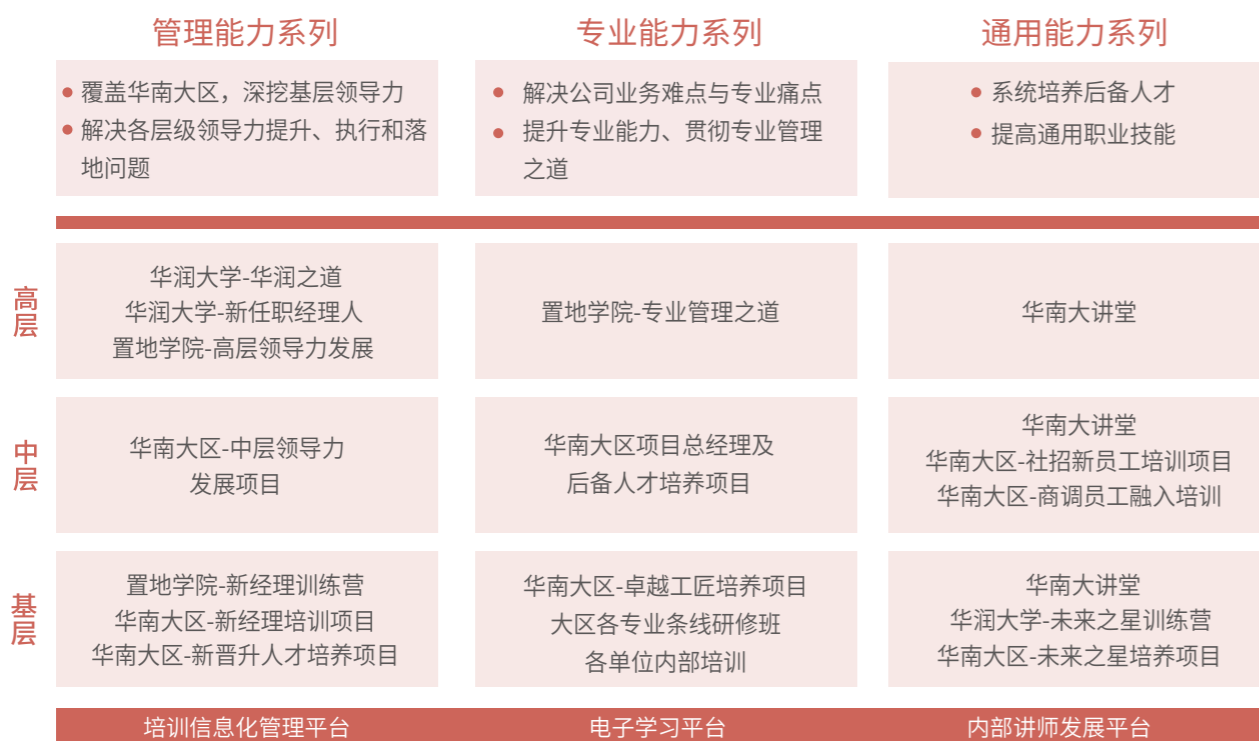 管理能力系列
专业能力系列
通用能力系列
覆盖华南大区，深挖基层领导力
解决各层级领导力提升、执行和落
地问题
解决公司业务难点与专业痛点
提升专业能力、贯彻专业管理
之道
系统培养后备人才
提高通用职业技能
高层
华润大学-华润之道
华润大学-新任职经理人
置地学院-高层领导力发展
置地学院-专业管理之道
华南大讲堂
中层
华南大区-中层领导力
发展项目
华南大区项目总经理及
后备人才培养项目
华南大讲堂
华南大区-社招新员工培训项目
华南大区-商调员工融入培训
基层
置地学院-新经理训练营
华南大区-新经理培训项目
华南大区-新晋升人才培养项目
华南大区-卓越工匠培养项目
大区各专业条线研修班
各单位内部培训
华南大讲堂
华润大学-未来之星训练营
华南大区-未来之星培养项目
培训信息化管理平台
电子学习平台
内部讲师发展平台